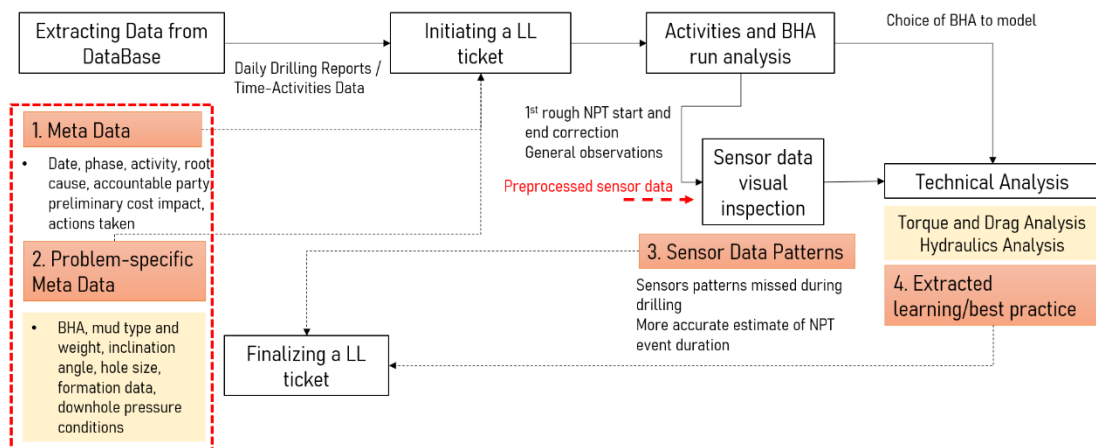 Extracting Data from
DataBase
Initiating a LL
ticket
Activities and BHA
run analysis
Choice of BHA to model
Daily Drilling Reports /
Time-Activities Data
1. Meta Data
• Date, phase, activity, root
cause, accountable party,
preliminary cost impact,
actions taken
2. Problem-specific
Meta Data
• BHA, mud type and
weight, inclination
angle, hole size,
formation data,
downhole pressure
conditions
1st rough NPT start and
end correction
General observations
Preprocessed sensor data
Sensor data
visual
inspection
Technical Analysis
Torque and Drag Analysis
Hydraulics Analysis
3. Sensor Data Patterns
Sensors patterns missed during
drilling
More accurate estimate of NPT
event duration
4. Extracted
learning/best practice
Finalizing a LL
ticket